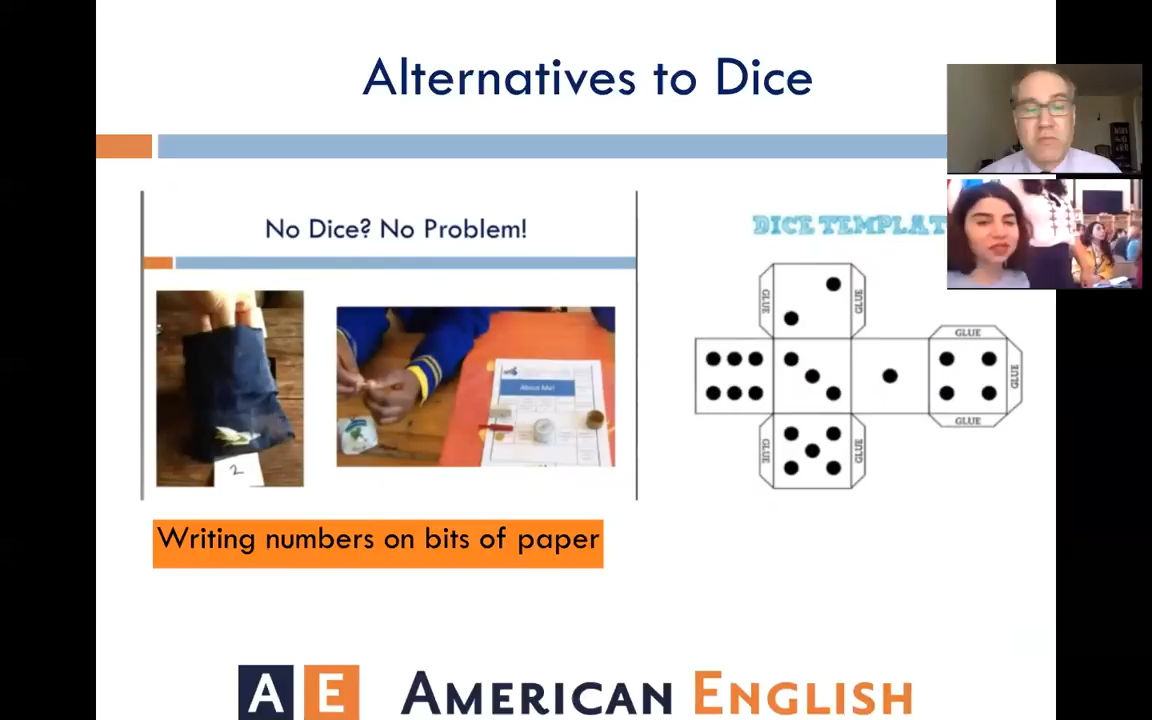 Alternatives to Dice
No Dice? No Problem!
2
About Me!
Writing numbers on bits of paper
DICE TEMPLAT
GLUE
GLUE
GLUE
GLUE
GLUE
GLUE
GLUE
AE AMERICAN ENGLISH